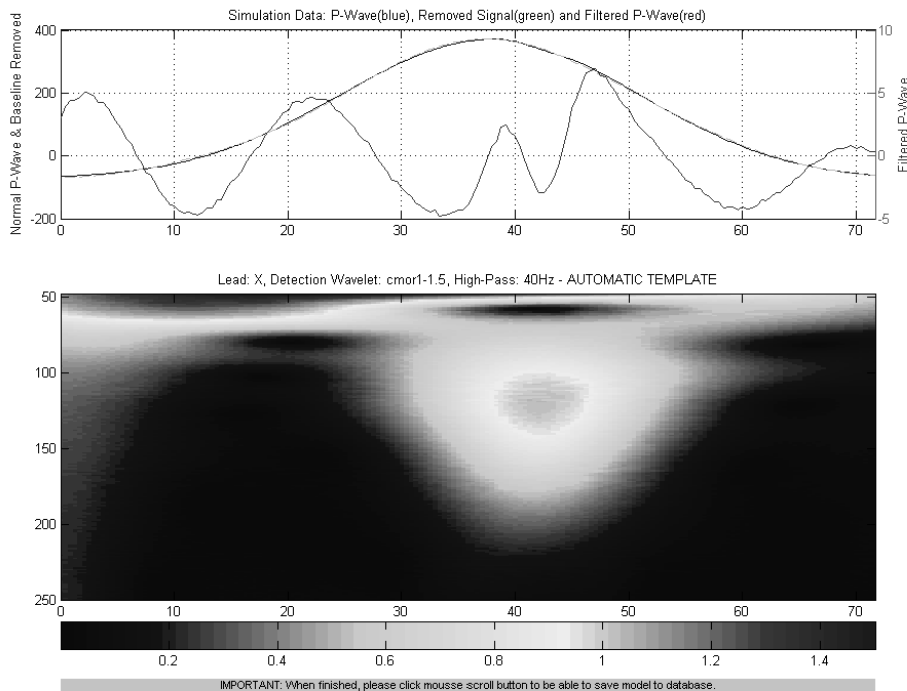 Simulation Data: P-Wave(blue), Removed Signal(green) and Filtered P-Wave(red)
Normal P-Wave & Baseline Removed
400
200
0
-200
10
5
0
-5
Filtered P-Wave
0 10 20 30 40 50 60 70
Lead: X, Detection Wavelet: cmor1-1.5, High-Pass: 40Hz - AUTOMATIC TEMPLATE
50
100
150
200
250
0 10 20 30 40 50 60 70
0.2 0.4 0.6 0.8 1 1.2 1.4
IMPORTANT: When finished, please click mousse scroll button to be able to save model to database.